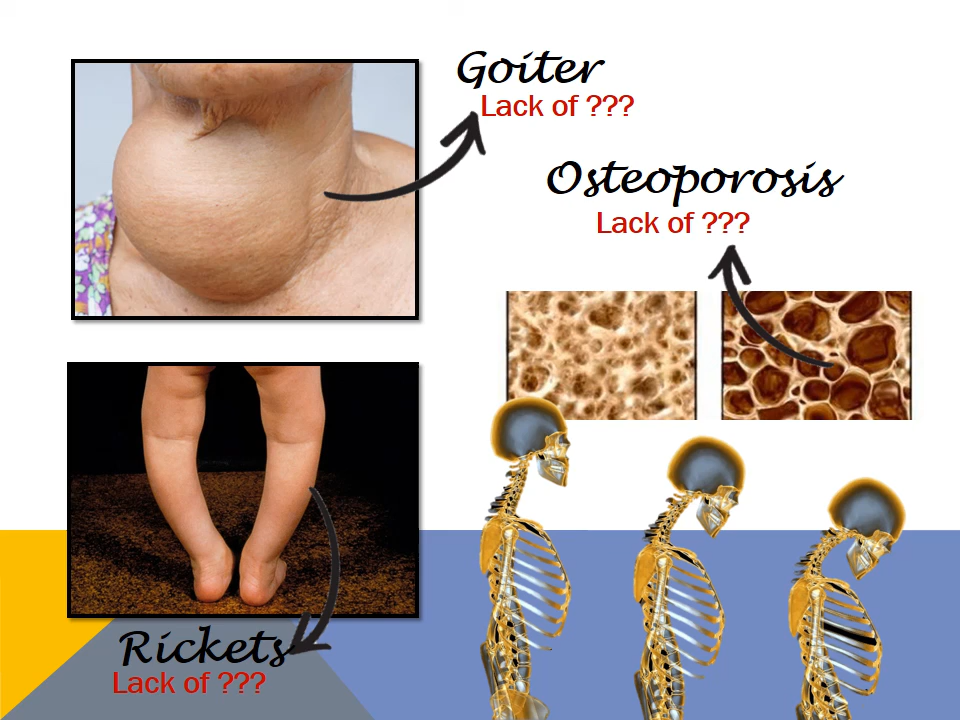 Goiter
Lack of ???
Osteoporosis
Lack of ???
Rickets
Lack of ???